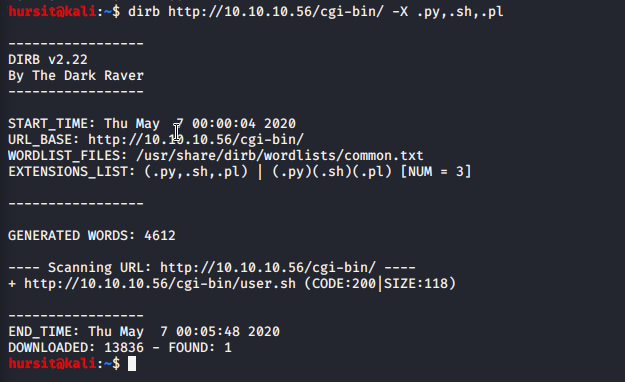 hursit@kali:~$ dirb http://10.10.10.56/cgi-bin/ -X .py,.sh,.pl
-----------------
DIRB v2.22
By The Dark Raver
-----------------
START_TIME: Thu May  7 00:00:04 2020
URL_BASE: http://10.10.10.56/cgi-bin/
WORDLIST_FILES: /usr/share/dirb/wordlists/common.txt
EXTENSIONS_LIST: (.py,.sh,.pl) | (.py)(.sh)(.pl) [NUM = 3]
-----------------
GENERATED WORDS: 4612
---- Scanning URL: http://10.10.10.56/cgi-bin/ ----
+ http://10.10.10.56/cgi-bin/user.sh (CODE:200|SIZE:118)
-----------------
END_TIME: Thu May  7 00:05:48 2020
DOWNLOADED: 13836 - FOUND: 1
hursit@kali:~$